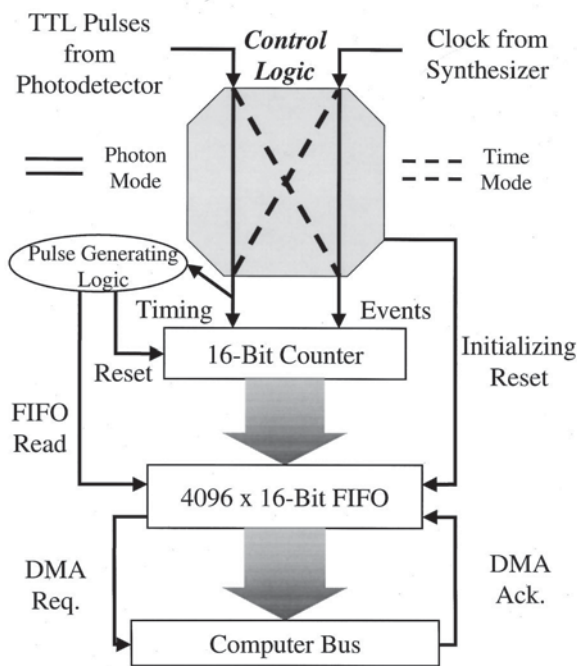 TTL Pulses
from
Photodetector
Control
Logic
Clock from
Synthesizer
Photon
Mode
Time
Mode
Pulse Generating
Logic
Timing
Events
Reset
16-Bit Counter
Initializing
Reset
FIFO
Read
4096 x 16-Bit FIFO
DMA
Req.
DMA
Ack.
Computer Bus